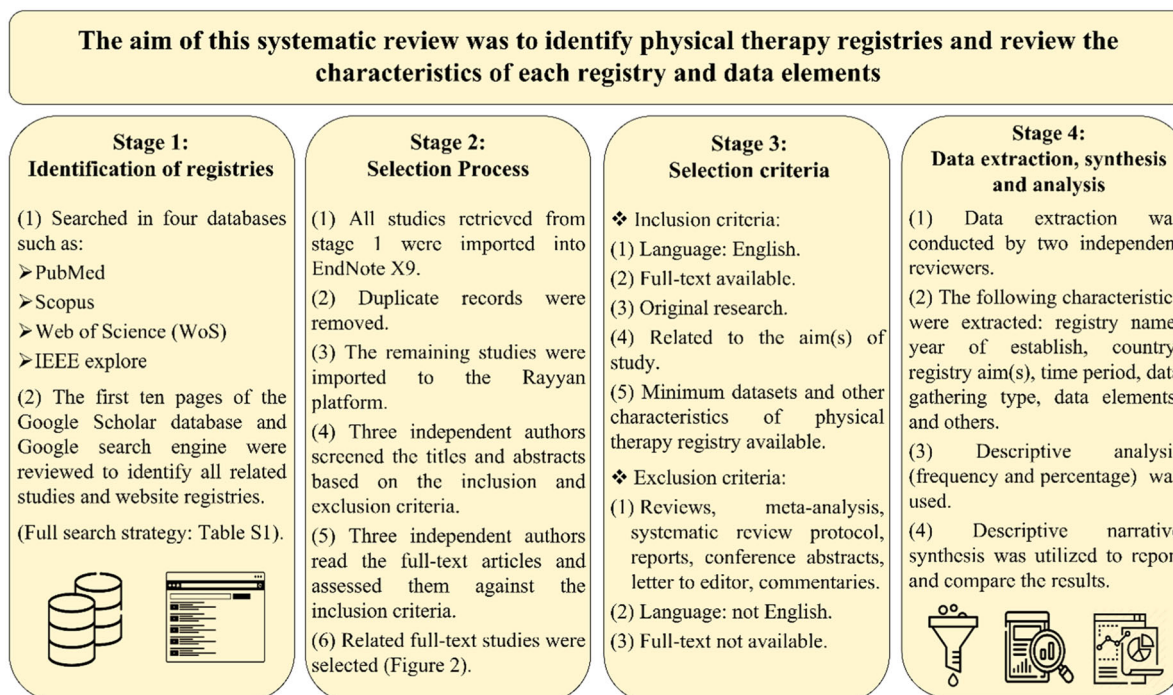 The aim of this systematic review was to identify physical therapy registries and review the
characteristics of each registry and data elements
Stage 1:
Identification of registries
(1) Searched in four databases
such as:
➢PubMed
➢Scopus
➢Web of Science (WoS)
➢IEEE explore
(2) The first ten pages of the
Google Scholar database and
Google search engine were
reviewed to identify all related
studies and website registries.
(Full search strategy: Table S1).
Stage 2:
Selection Process
(1) All studies retrieved from
stage 1 were imported into
EndNote X9.
(2) Duplicate records were
removed.
(3) The remaining studies were
imported to the Rayyan
platform.
(4) Three independent authors
screened the titles and abstracts
based on the inclusion and
exclusion criteria.
(5) Three independent authors
read the full-text articles and
assessed them against the
inclusion criteria.
(6) Related full-text studies were
selected (Figure 2).
Stage 3:
Selection criteria
❖ Inclusion criteria:
(1) Language: English.
(2) Full-text available.
(3) Original research.
(4) Related to the aim(s) of
study.
(5) Minimum datasets and other
characteristics of physical
therapy registry available.
❖ Exclusion criteria:
(1) Reviews, meta-analysis,
systematic review protocol,
reports, conference abstracts,
letter to editor, commentaries.
(2) Language: not English.
(3) Full-text not available.
Stage 4:
Data extraction, synthesis
and analysis
(1) Data extraction wa
conducted by two independen
reviewers.
(2) The following characteristic
were extracted: registry name
year of establish, country
registry aim(s), time period, dat
gathering type, data elements
and others.
(3) Descriptive analysi
(frequency and percentage) wa
used.
(4) Descriptive narrativ
synthesis was utilized to repor
and compare the results.